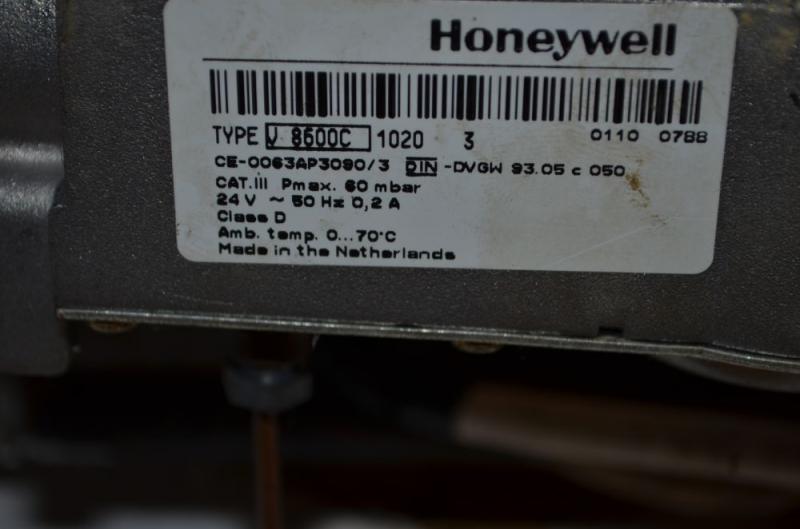 Honeywell
TYPE V 8600C 1020 3 0110 0788
CE-0063AP3090/3 DIN -DVGW 93.05 c 050
CAT.III Pmax. 60 mbar
24 V ~ 50 Hz 0,2 A
Class D
Amb. temp. 0...70°C
Made in the Netherlands